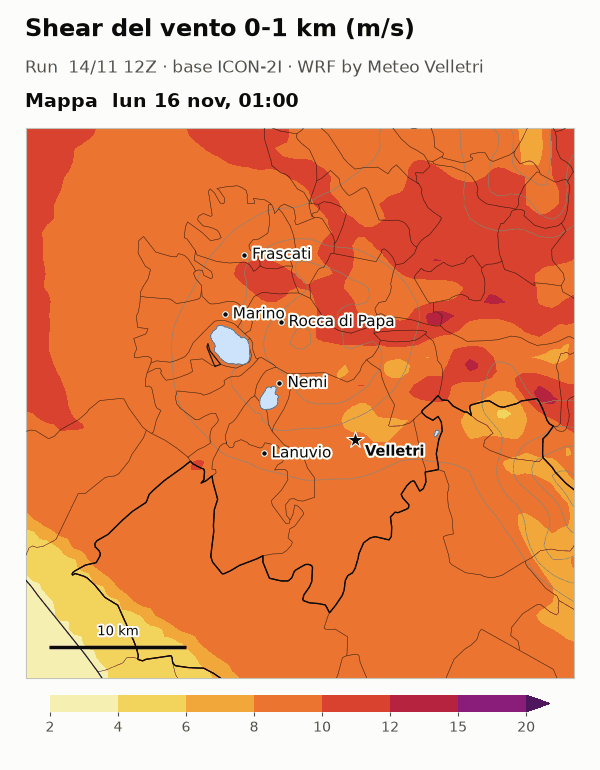 Shear del vento 0-1 km (m/s)
Run 14/11 12Z · base ICON-2I · WRF by Meteo Velletri
Mappa lun 16 nov, 01:00
Frascati
Marino
Rocca di Papa
Nemi
Velletri
Lanuvio
10 km
2 4 6 8 10 12 15 20